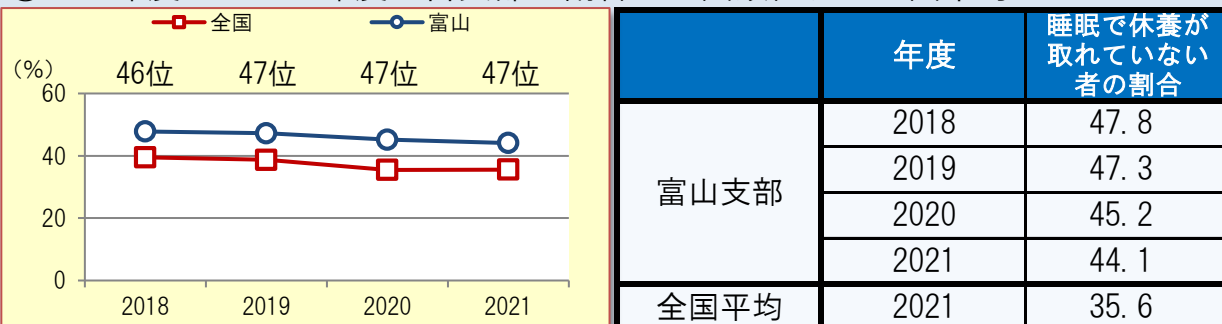 全国 富山
(%) 46位 47位 47位 47位
60
40
20
0
2018 2019 2020 2021
年度 睡眠で休養が
取れていない
者の割合
富山支部 2018 47.8
2019 47.3
2020 45.2
2021 44.1
全国平均 2021 35.6